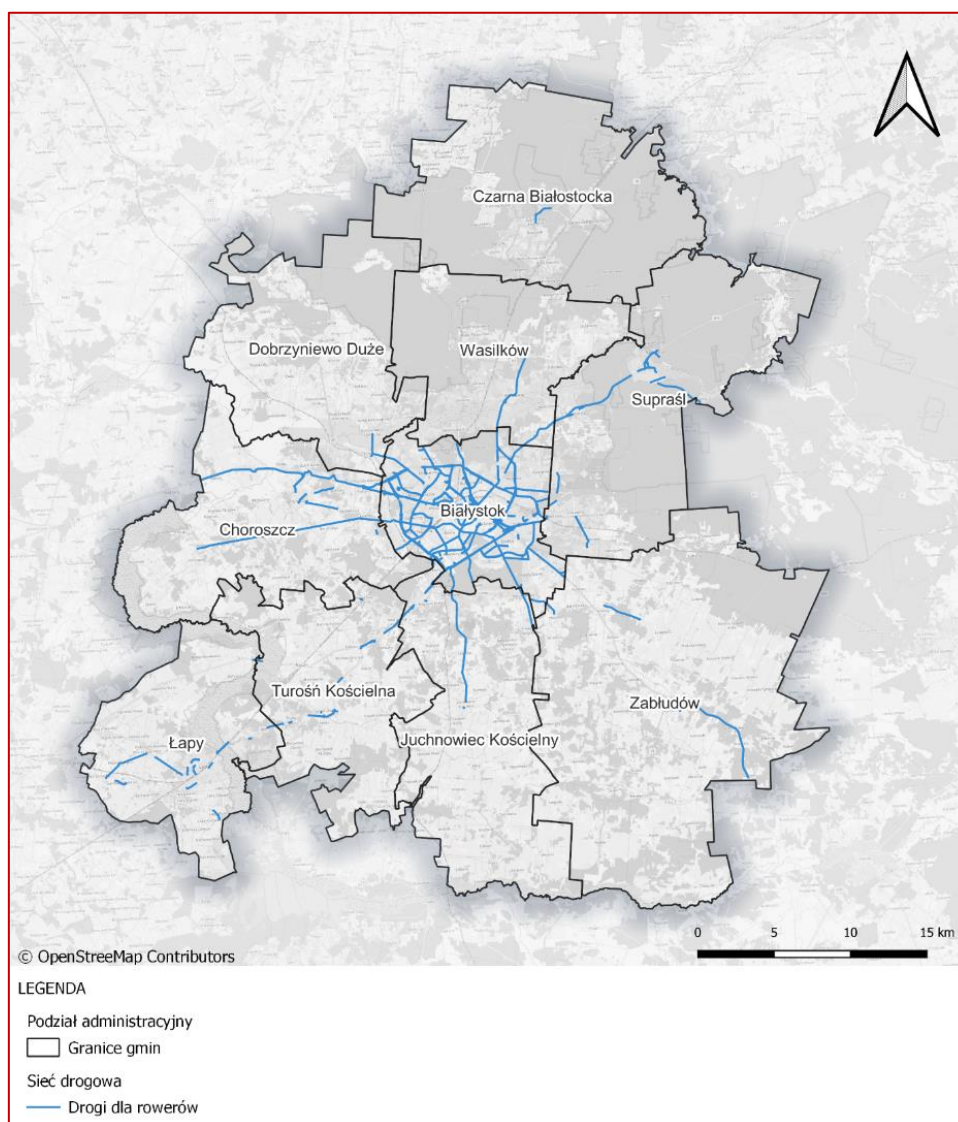 Czarna Białostocka
Dobrzyniewo Duże
Wasilków
Supraśl
Białystok
Choroszcz
Turośń Kościelna
Zabłudów
Łapy
Juchnowiec Kościelny
0 5 10 15 km
© OpenStreetMap Contributors
LEGENDA
Podział administracyjny
Granice gmin
Sieć drogowa
Drogi dla rowerów